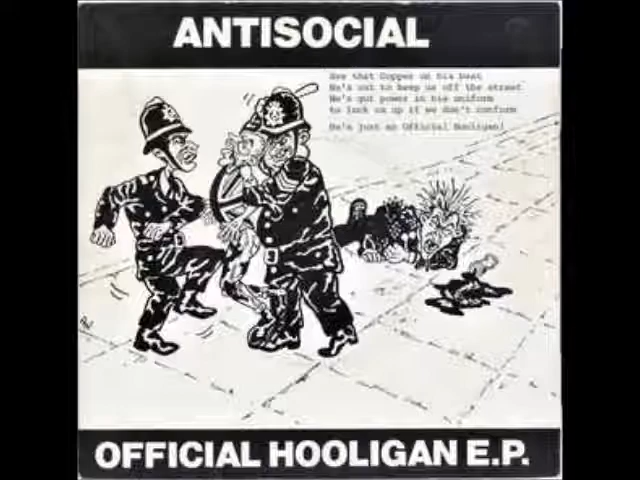 ANTISOCIAL
See that Copper on his beat
He's out to keep us off the street
He's got power in his uniform
to lock us up if we don't conform
He's just an Official Hooligan!
OFFICIAL HOOLIGAN E.P.